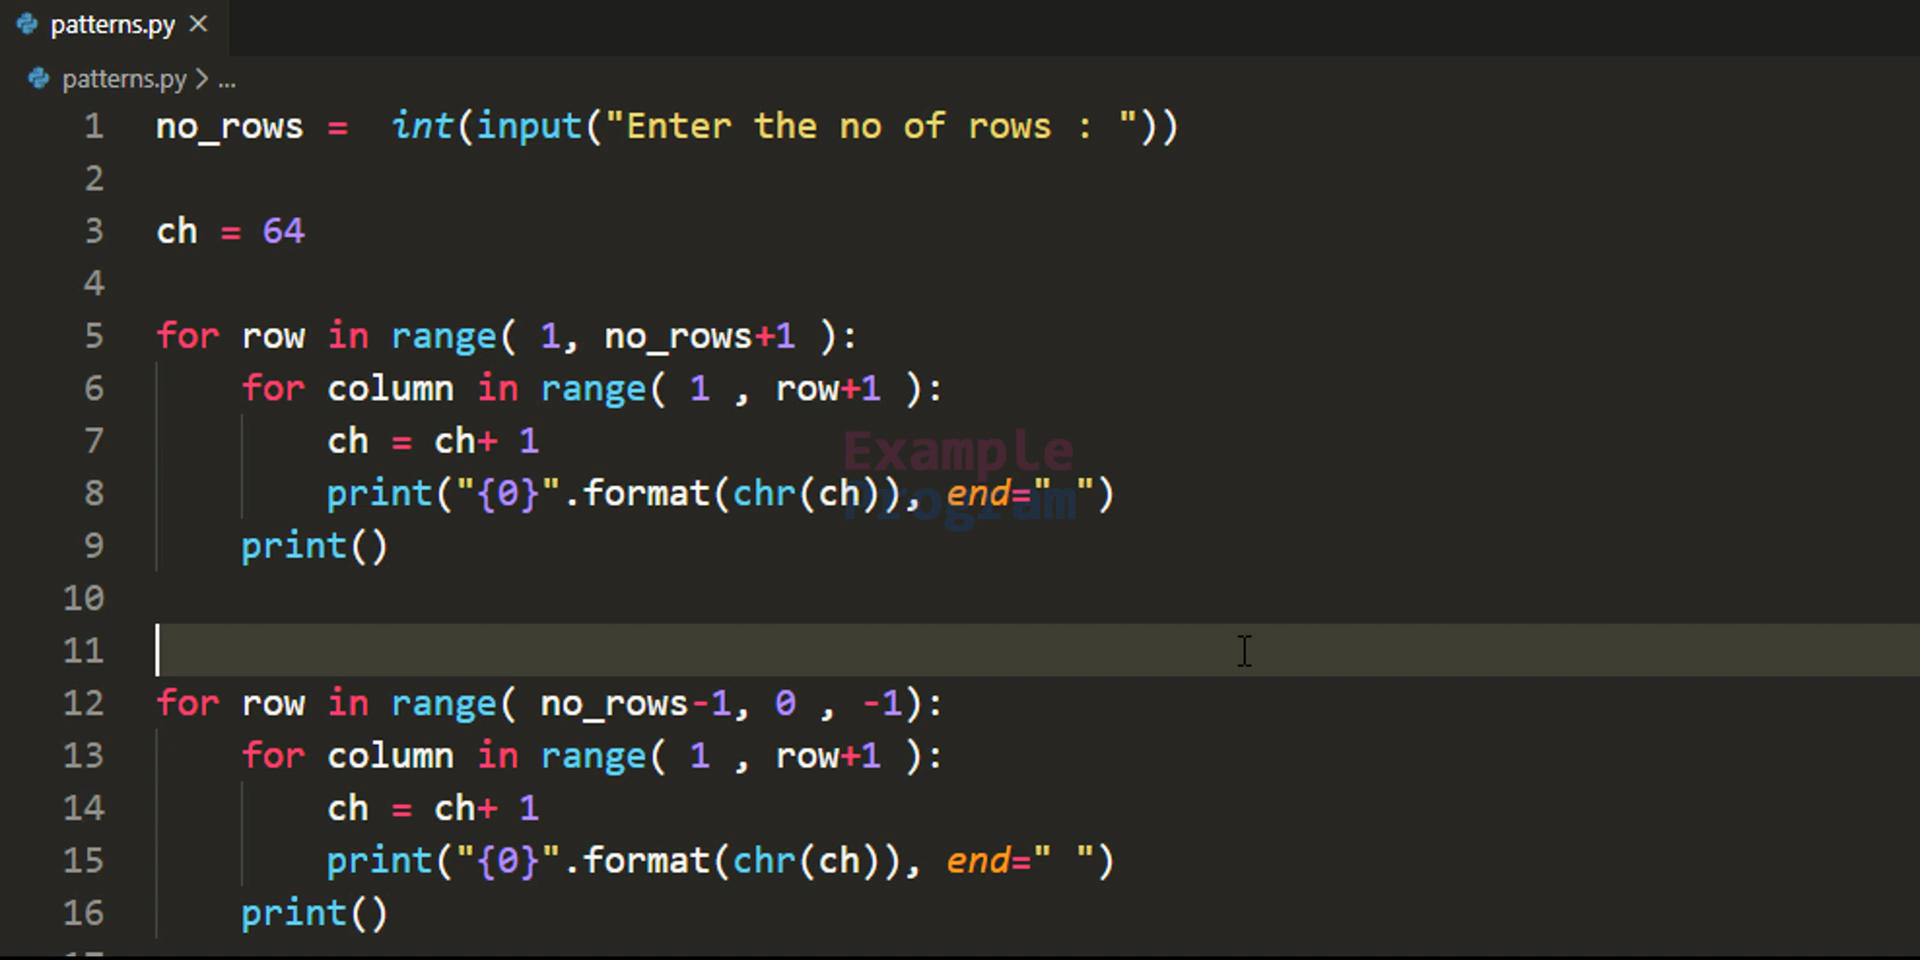 patterns.py
patterns.py > ...
1 no_rows =  int(input("Enter the no of rows : "))
2
3 ch = 64
4
5 for row in range( 1, no_rows+1 ):
6     for column in range( 1 , row+1 ):
7         ch = ch+ 1
Example
8         print("{0}".format(chr(ch)), end=" ")
Program
9     print()
10
11
12 for row in range( no_rows-1, 0 , -1):
13     for column in range( 1 , row+1 ):
14         ch = ch+ 1
15         print("{0}".format(chr(ch)), end=" ")
16     print()